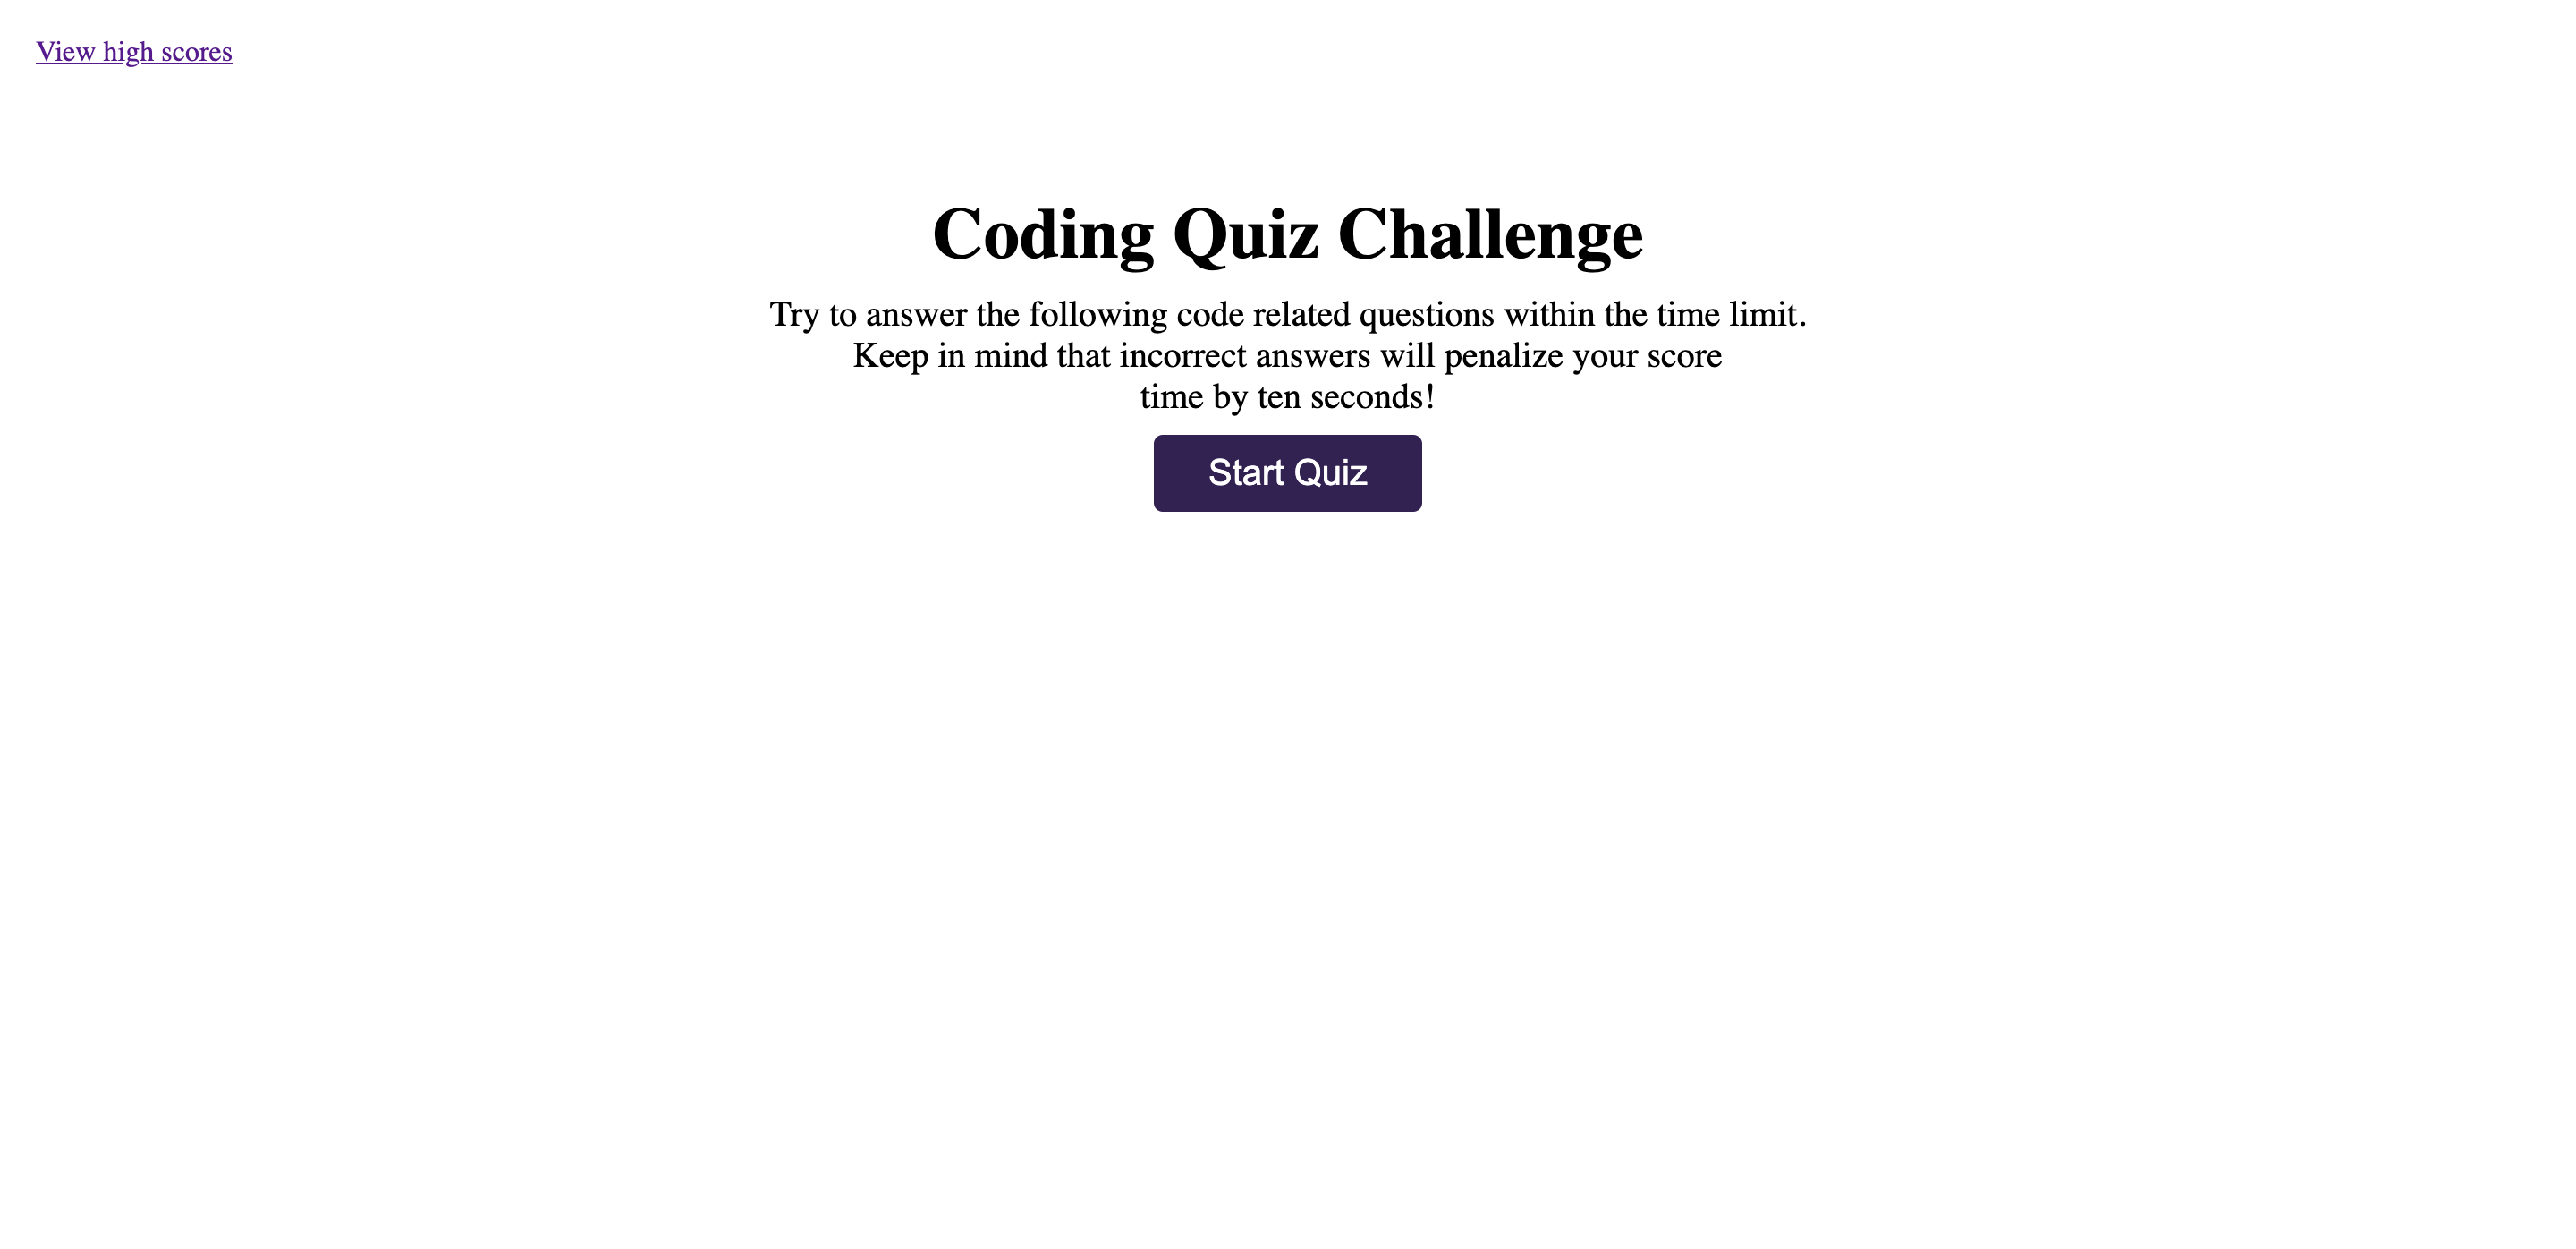 View high scores
Coding Quiz Challenge
Try to answer the following code related questions within the time limit.
Keep in mind that incorrect answers will penalize your score
time by ten seconds!
Start Quiz